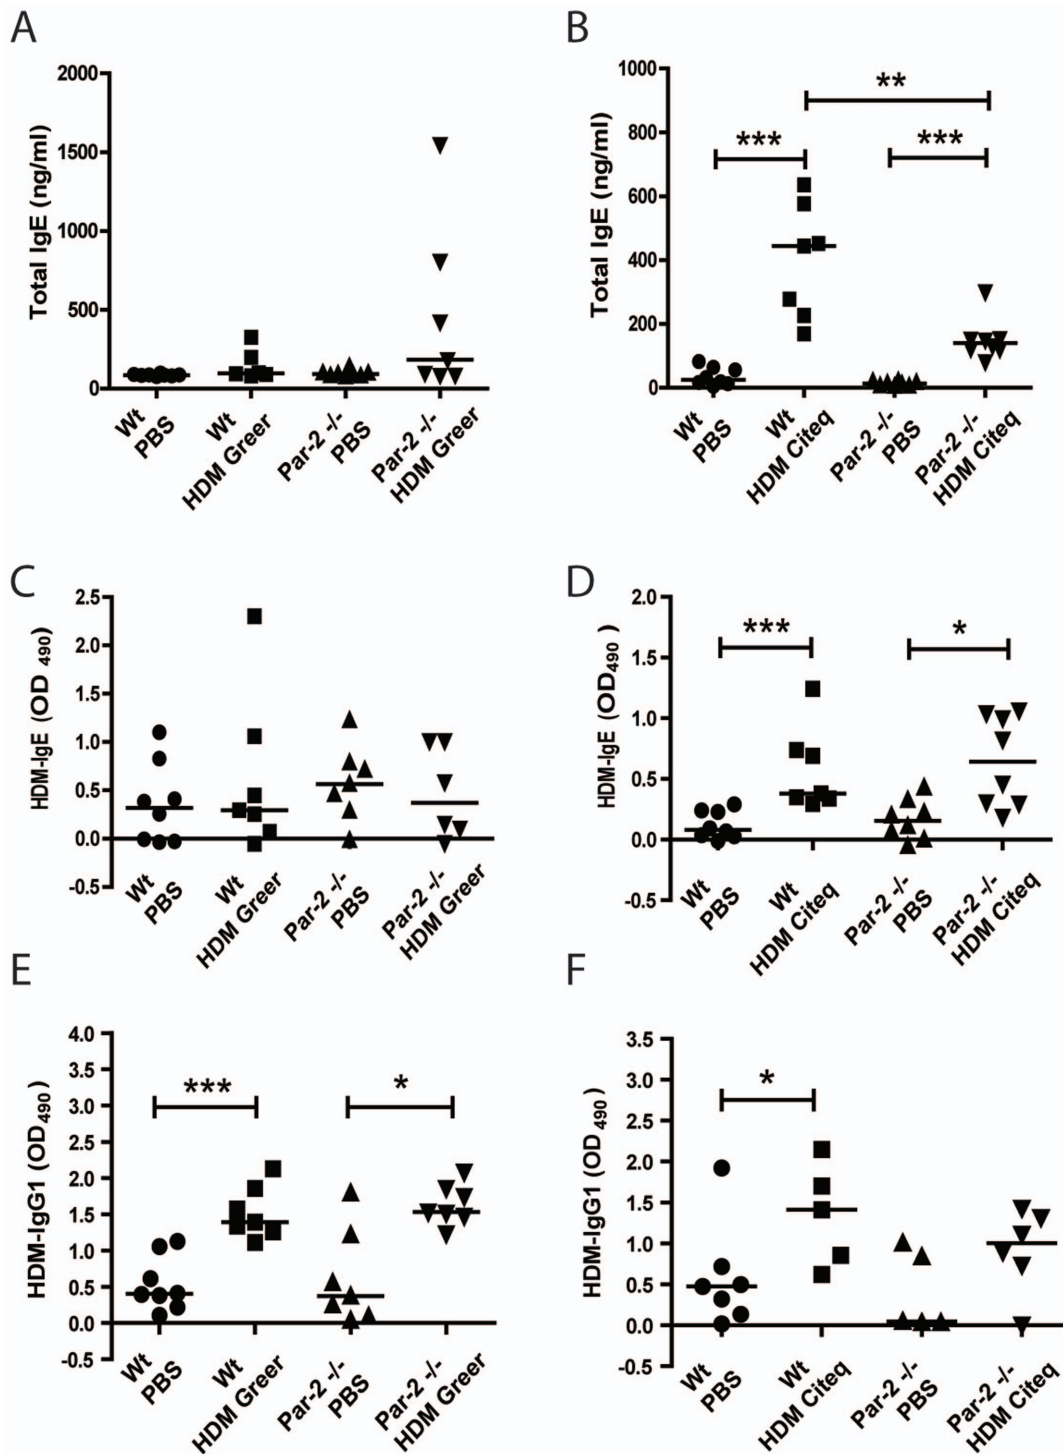 A
Total IgE (ng/ml)
2000
1500
1000
500
0
Wt PBS
Wt HDM Greer
Par-2 -/- PBS
Par-2 -/- HDM Greer
B
Total IgE (ng/ml)
1000
800
600
400
200
0
**
***
***
Wt PBS
Wt HDM Citeq
Par-2 -/- PBS
Par-2 -/- HDM Citeq
C
HDM-IgE (OD 490)
2.5
2.0
1.5
1.0
0.5
0.0
-0.5
Wt PBS
Wt HDM Greer
Par-2 -/- PBS
Par-2 -/- HDM Greer
D
HDM-IgE (OD490)
2.0
1.5
1.0
0.5
0.0
-0.5
***
*
Wt PBS
Wt HDM Citeq
Par-2 -/- PBS
Par-2 -/- HDM Citeq
E
HDM-IgG1 (OD490)
4.0
3.5
3.0
2.5
2.0
1.5
1.0
0.5
0.0
-0.5
***
*
Wt PBS
Wt HDM Greer
Par-2 -/- PBS
Par-2 -/- HDM Greer
F
HDM-IgG1 (OD490)
3.5
3.0
2.5
2.0
1.5
1.0
0.5
0.0
-0.5
*
Wt PBS
Wt HDM Citeq
Par-2 -/- PBS
Par-2 -/- HDM Citeq